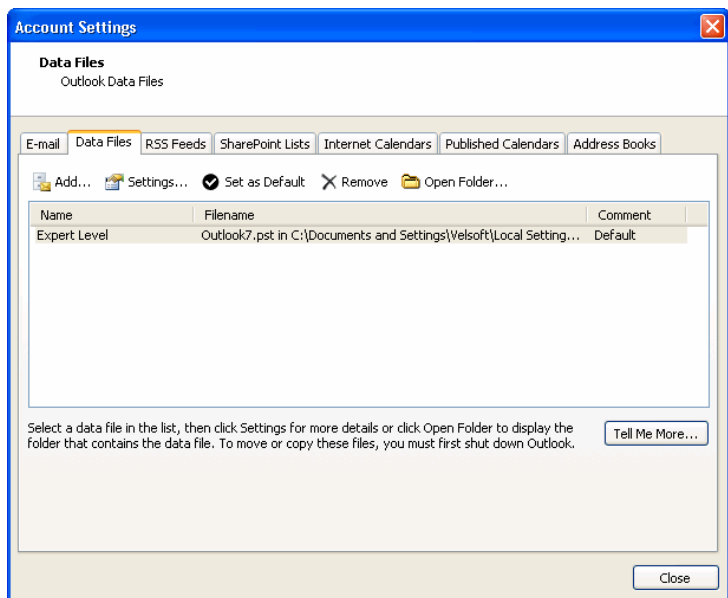 Account Settings
Data Files
Outlook Data Files
E-mail Data Files RSS Feeds SharePoint Lists Internet Calendars Published Calendars Address Books
Add... Settings... Set as Default Remove Open Folder...
Name Filename Comment
Expert Level Outlook7.pst in C:\Documents and Settings\Velsoft\Local Setting... Default
Select a data file in the list, then click Settings for more details or click Open Folder to display the
folder that contains the data file. To move or copy these files, you must first shut down Outlook.
Tell Me More...
Close